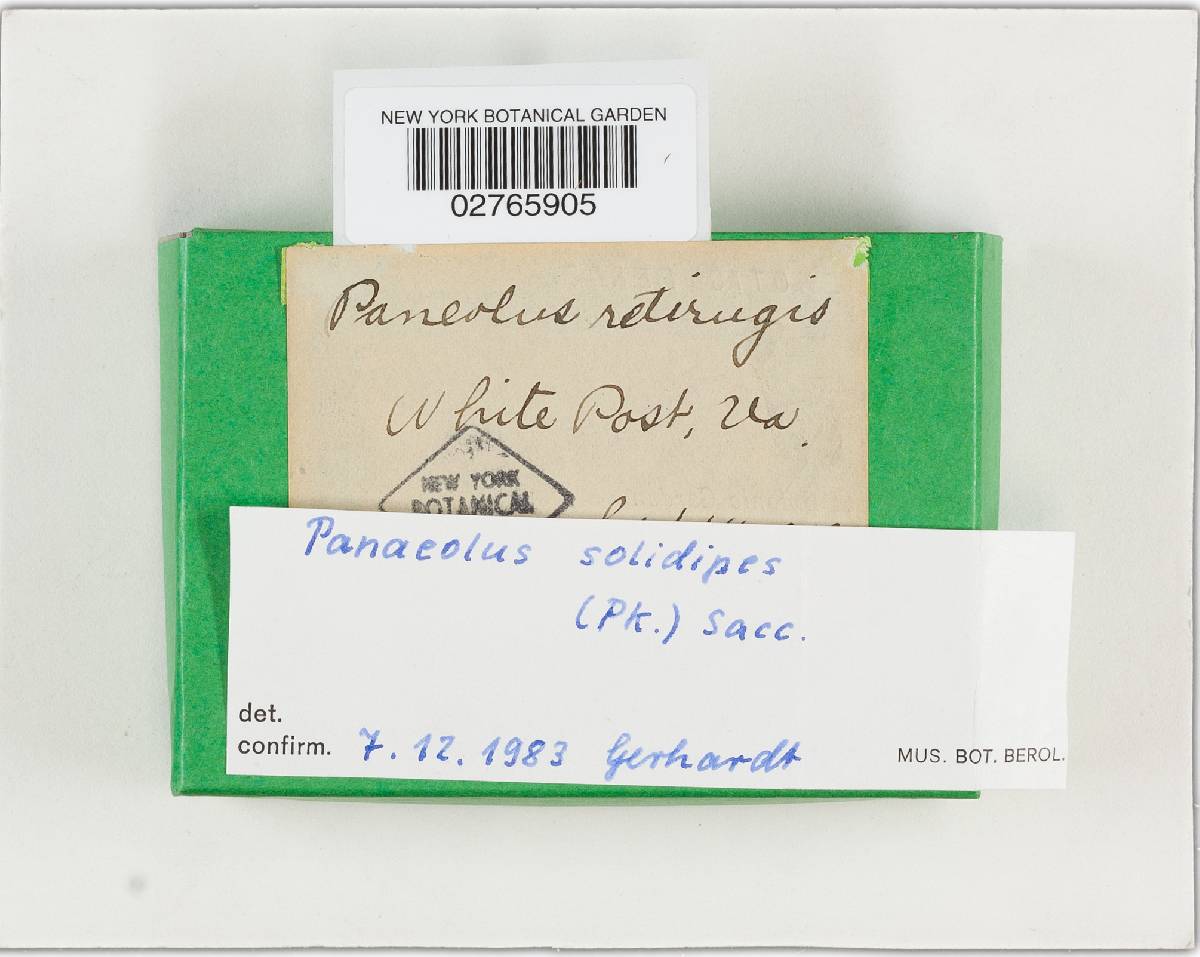 NEW YORK BOTANICAL GARDEN
02765905
Paneolus retirugis
White Post, Va.
NEW YORK
BOTANICAL
Panaeolus solidipes
(Pk.) Sacc.
det.
confirm. 7.12.1983 Gerhardt
MUS. BOT. BEROL.